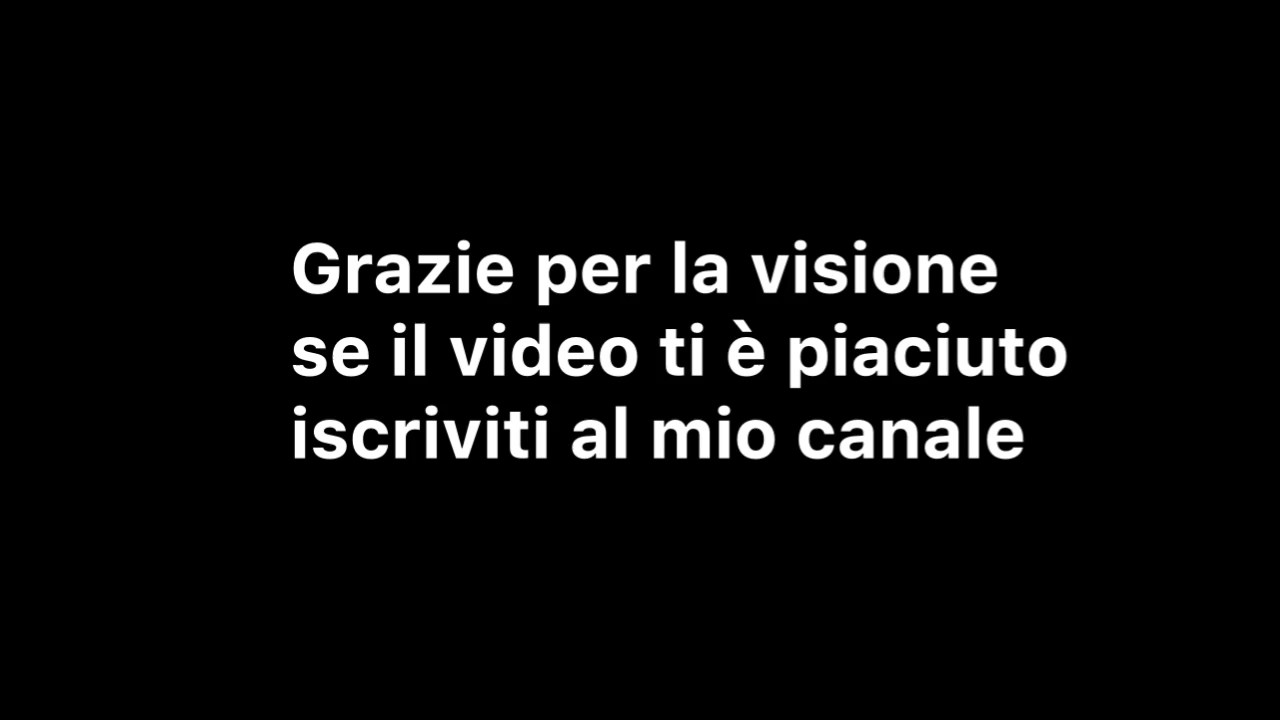 Grazie per la visione
se il video ti è piaciuto
iscriviti al mio canale